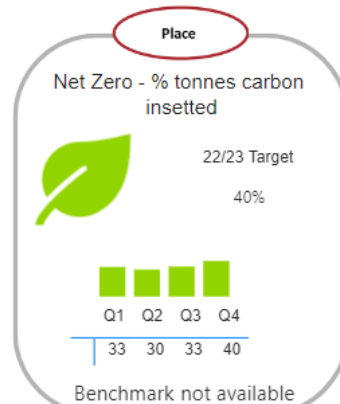 Place
Net Zero - % tonnes carbon
insetted
22/23 Target
40%
Q1 Q2 Q3 Q4
33 30 33 40
Benchmark not available